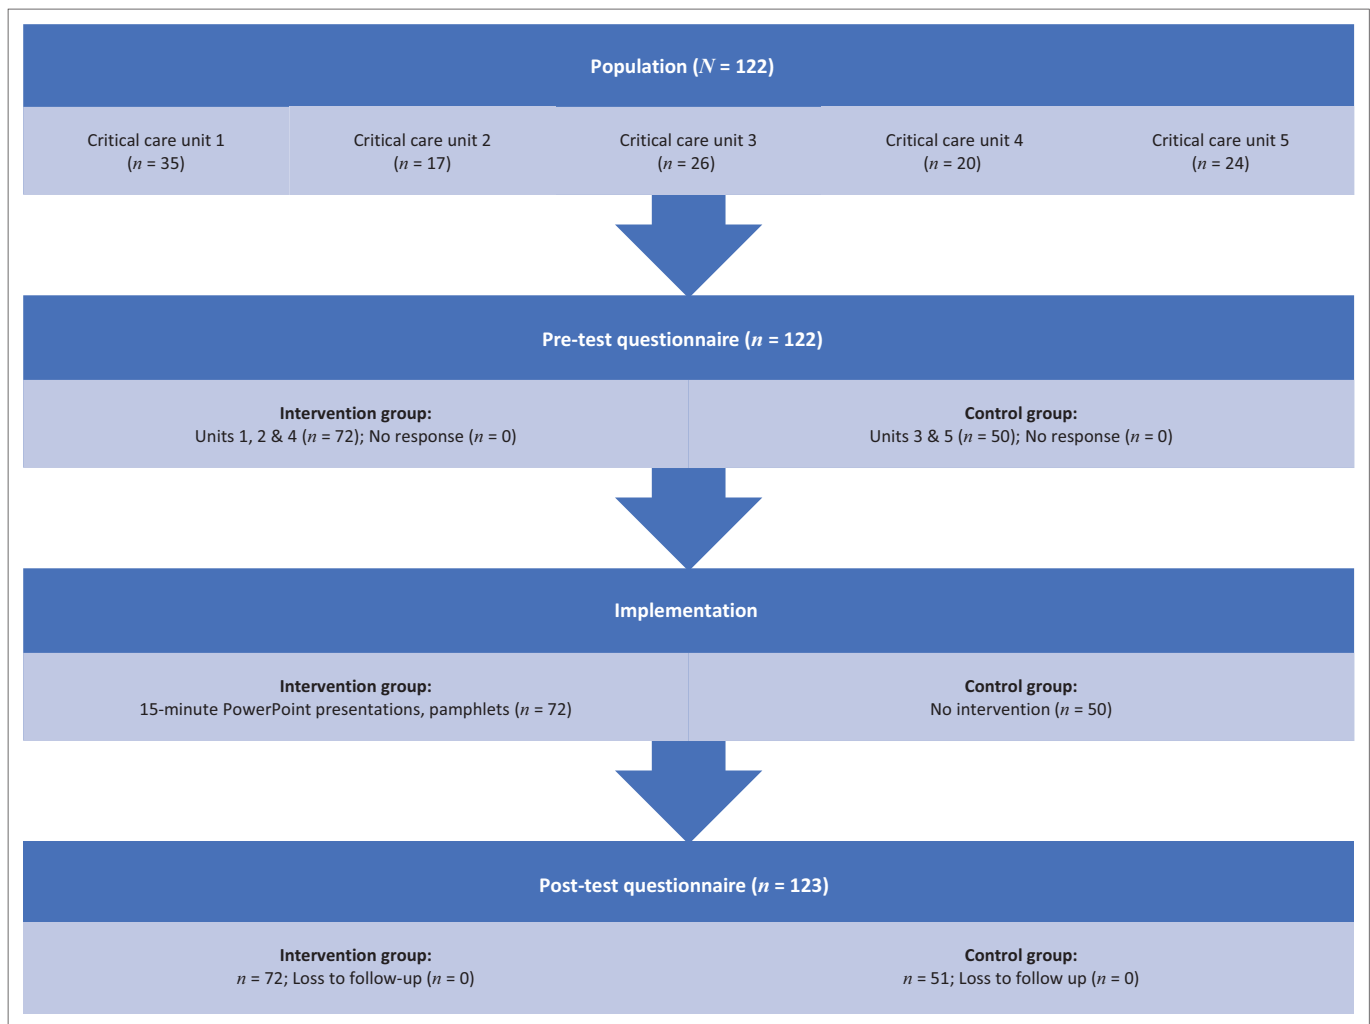 Population (N = 122)
Critical care unit 1
(n = 35)
Critical care unit 2
(n = 17)
Critical care unit 3
(n = 26)
Critical care unit 4
(n = 20)
Critical care unit 5
(n = 24)
Pre-test questionnaire (n = 122)
Intervention group:
Units 1, 2 & 4 (n = 72); No response (n = 0)
Control group:
Units 3 & 5 (n = 50); No response (n = 0)
Implementation
Intervention group:
15-minute PowerPoint presentations, pamphlets (n = 72)
Control group:
No intervention (n = 50)
Post-test questionnaire (n = 123)
Intervention group:
n = 72; Loss to follow-up (n = 0)
Control group:
n = 51; Loss to follow up (n = 0)